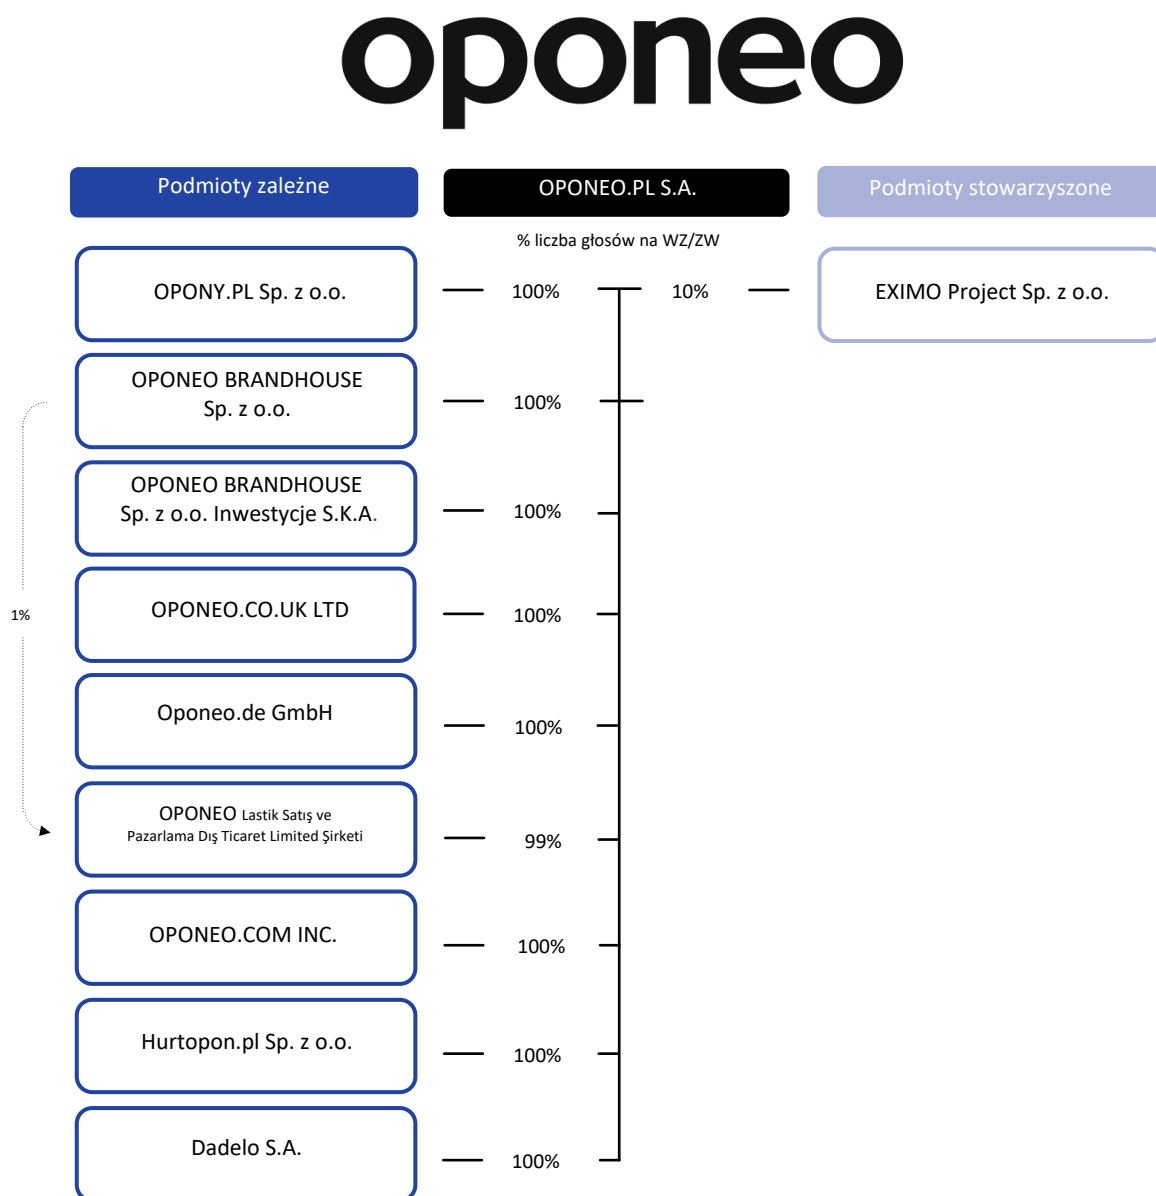 oponeo
Podmioty zależne
OPONEO.PL S.A.
Podmioty stowarzyszone
% liczba głosów na WZ/ZW
OPONY.PL Sp. z o.o.
100%
10%
EXIMO Project Sp. z o.o.
OPONEO BRANDHOUSE
Sp. z o.o.
100%
OPONEO BRANDHOUSE
Sp. z o.o. Inwestycje S.K.A.
100%
1%
OPONEO.CO.UK LTD
100%
Oponeo.de GmbH
100%
OPONEO Lastik Satış ve
Pazarlama Dış Ticaret Limited Şirketi
99%
OPONEO.COM INC.
100%
Hurtopon.pl Sp. z o.o.
100%
Dadelo S.A.
100%